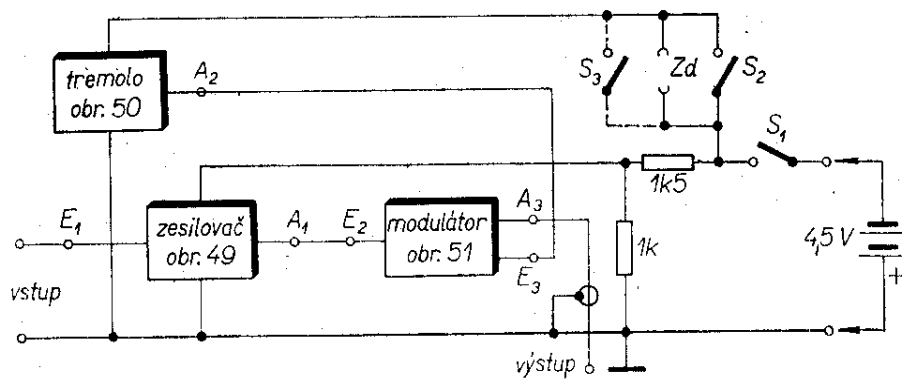 tremolo
obr. 50
A2
S3
Zd
S2
S1
1k5
4,5 V
+
E1
zesilovač
obr. 49
A1
E2
modulátor
obr. 51
A3
E3
1k
vstup
výstup